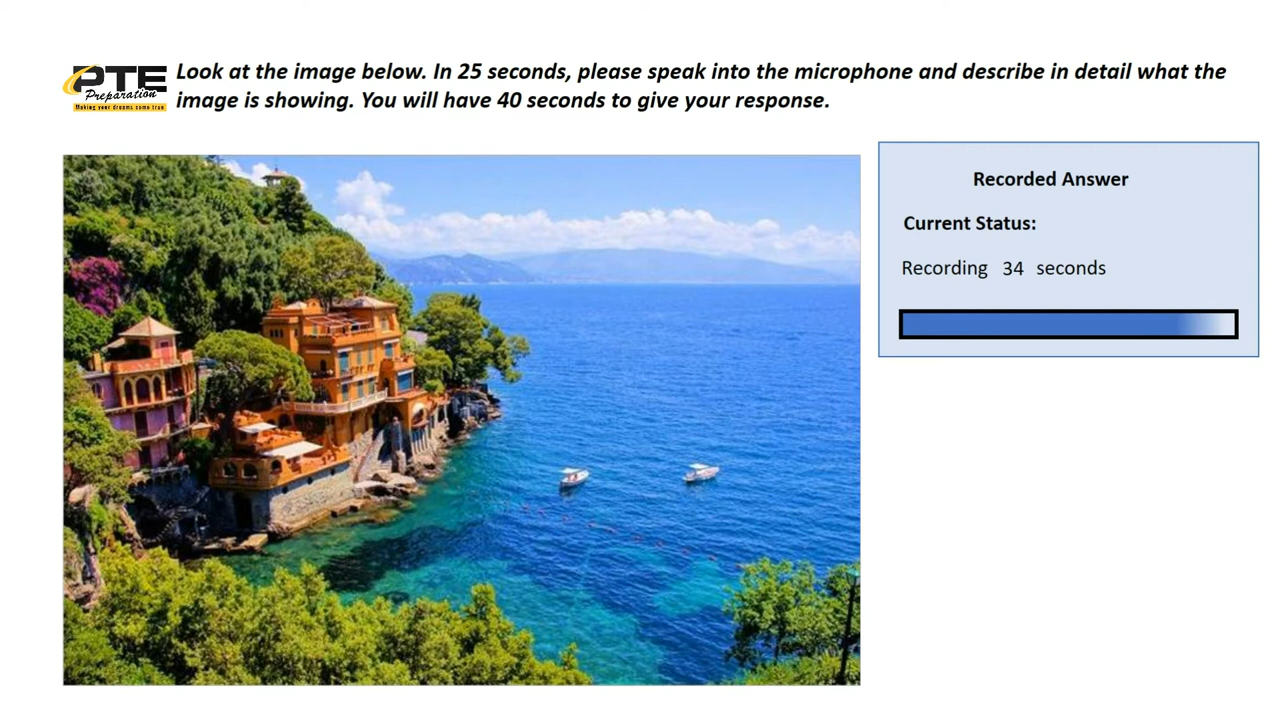 PTE
Preparation
Making your dreams come true
Look at the image below. In 25 seconds, please speak into the microphone and describe in detail what the
image is showing. You will have 40 seconds to give your response.
Recorded Answer
Current Status:
Recording 34 seconds